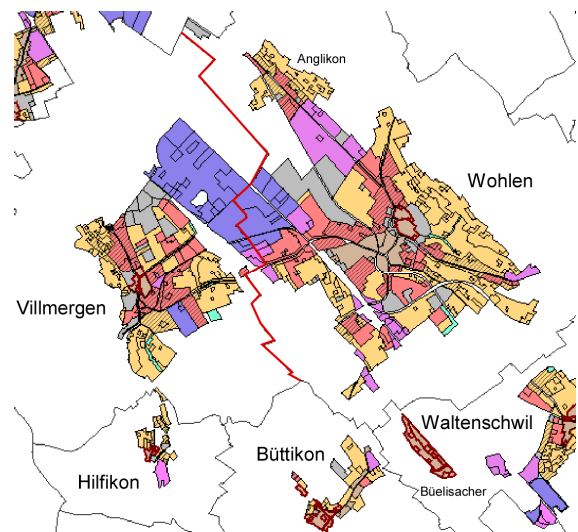 Anglikon
Wohlen
Villmergen
Waltenschwil
Büttikon
Hilfikon
Büelisacher